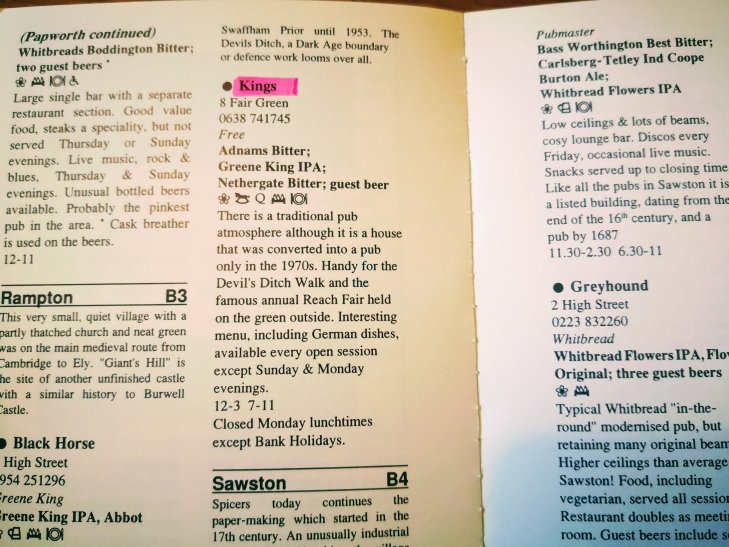 (Papworth continued)
Whitbreads Boddington Bitter;
two guest beers *
Large single bar with a separate
restaurant section. Good value
food, steaks a speciality, but not
served Thursday or Sunday
evenings. Live music, rock &
blues, Thursday & Sunday
evenings. Unusual bottled beers
available. Probably the pinkest
pub in the area. * Cask breather
is used on the beers.
12-11
Rampton B3
This very small, quiet village with a
partly thatched church and neat green
was on the main medieval route from
Cambridge to Ely. "Giant's Hill" is
the site of another unfinished castle
with a similar history to Burwell
Castle.
● Black Horse
High Street
954 251296
Greene King
Greene King IPA, Abbot
Swaffham Prior until 1953. The
Devils Ditch, a Dark Age boundary
or defence work looms over all.
● Kings
8 Fair Green
0638 741745
Free
Adnams Bitter;
Greene King IPA;
Nethergate Bitter; guest beer
Q
There is a traditional pub
atmosphere although it is a house
that was converted into a pub
only in the 1970s. Handy for the
Devil's Ditch Walk and the
famous annual Reach Fair held
on the green outside. Interesting
menu, including German dishes,
available every open session
except Sunday & Monday
evenings.
12-3 7-11
Closed Monday lunchtimes
except Bank Holidays.
Sawston B4
Spicers today continues the
paper-making which started in the
17th century. An unusually industrial
Pubmaster
Bass Worthington Best Bitter;
Carlsberg-Tetley Ind Coope
Burton Ale;
Whitbread Flowers IPA
Low ceilings & lots of beams,
cosy lounge bar. Discos every
Friday, occasional live music.
Snacks served up to closing time
Like all the pubs in Sawston it is
a listed building, dating from the
end of the 16th century, and a
pub by 1687
11.30-2.30 6.30-11
● Greyhound
2 High Street
0223 832260
Whitbread
Whitbread Flowers IPA, Flow
Original; three guest beers
Typical Whitbread "in-the-
round" modernised pub, but
retaining many original beam
Higher ceilings than average
Sawston! Food, including
vegetarian, served all session
Restaurant doubles as meeti
room. Guest beers include s